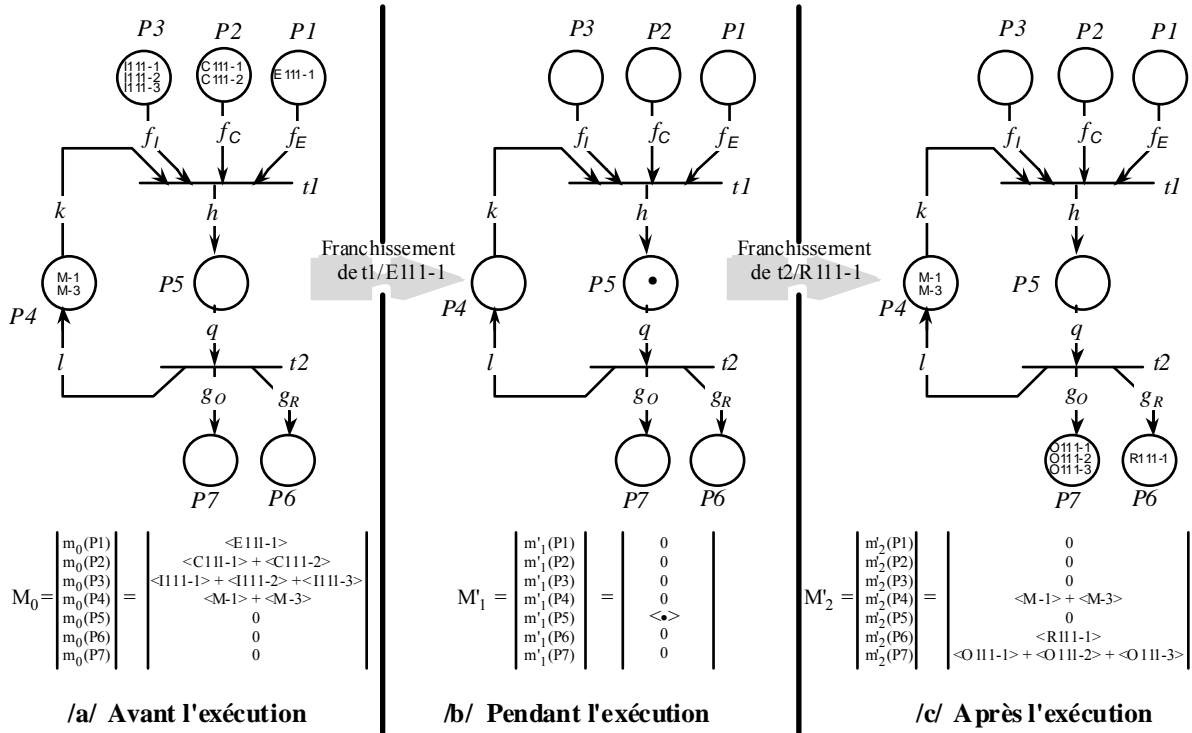 P3 P2 P1
I111-1
I111-2
I111-3
C111-1
C111-2
E111-1
f_I f_C f_E
t1
k
h
M-1
M-3
P4
P5
q
l
t2
g_O g_R
P7 P6
M_0 =
m_0(P1)
m_0(P2)
m_0(P3)
m_0(P4)
m_0(P5)
m_0(P6)
m_0(P7)
=
<E111-1>
<C111-1> + <C111-2>
<I111-1> + <I111-2> +<I111-3>
<M-1> + <M-3>
0
0
0
/a/ Avant l'exécution
Franchissement
de t1/E111-1
P3 P2 P1
f_I f_C f_E
t1
k
h
P4
P5
•
q
l
t2
g_O g_R
P7 P6
M'_1 =
m'_1(P1)
m'_1(P2)
m'_1(P3)
m'_1(P4)
m'_1(P5)
m'_1(P6)
m'_1(P7)
=
0
0
0
0
<•>
0
0
/b/ Pendant l'exécution
Franchissement
de t2/R111-1
P3 P2 P1
f_I f_C f_E
t1
k
h
M-1
M-3
P4
P5
q
l
t2
g_O g_R
O111-1
O111-2
O111-3
R111-1
P7 P6
M'_2 =
m'_2(P1)
m'_2(P2)
m'_2(P3)
m'_2(P4)
m'_2(P5)
m'_2(P6)
m'_2(P7)
=
0
0
0
<M-1> + <M-3>
0
<R111-1>
<O111-1> + <O111-2> + <O111-3>
/c/ Après l'exécution